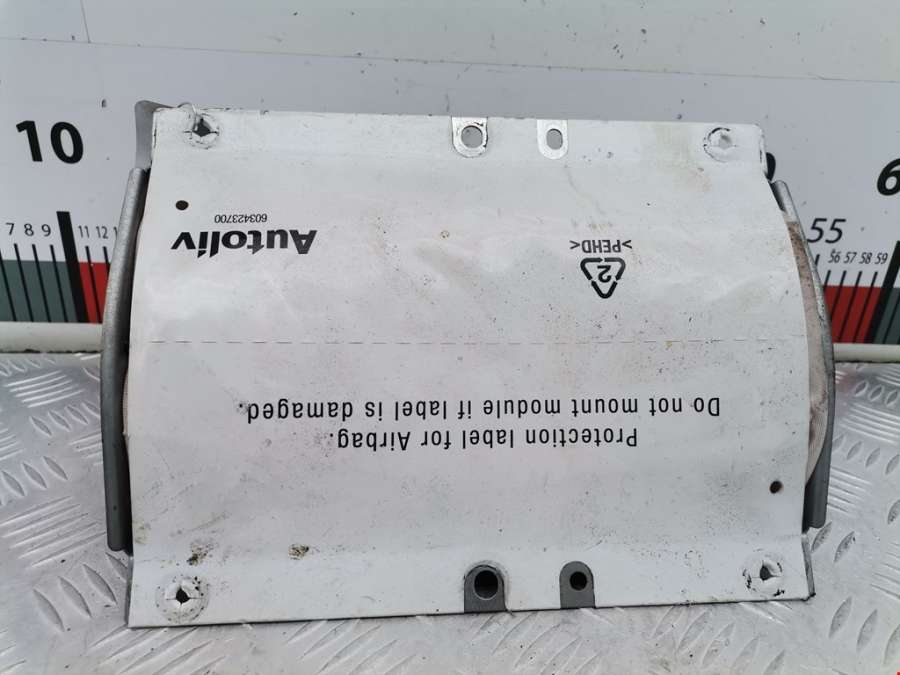 Protection label for Airbag.
Do not mount module if label is damaged.
2
>PEHD<
Autoliv
603423700
10
7 8 9 11 12
55
6
56 57 58 59